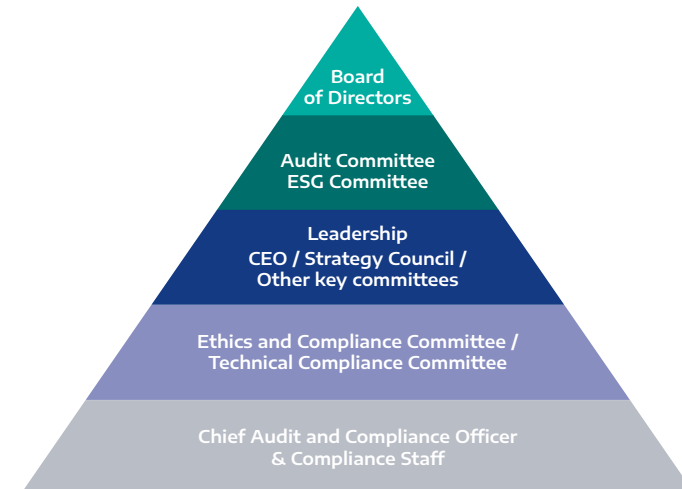 Board
of Directors
Audit Committee
ESG Committee
Leadership
CEO / Strategy Council /
Other key committees
Ethics and Compliance Committee /
Technical Compliance Committee
Chief Audit and Compliance Officer
& Compliance Staff